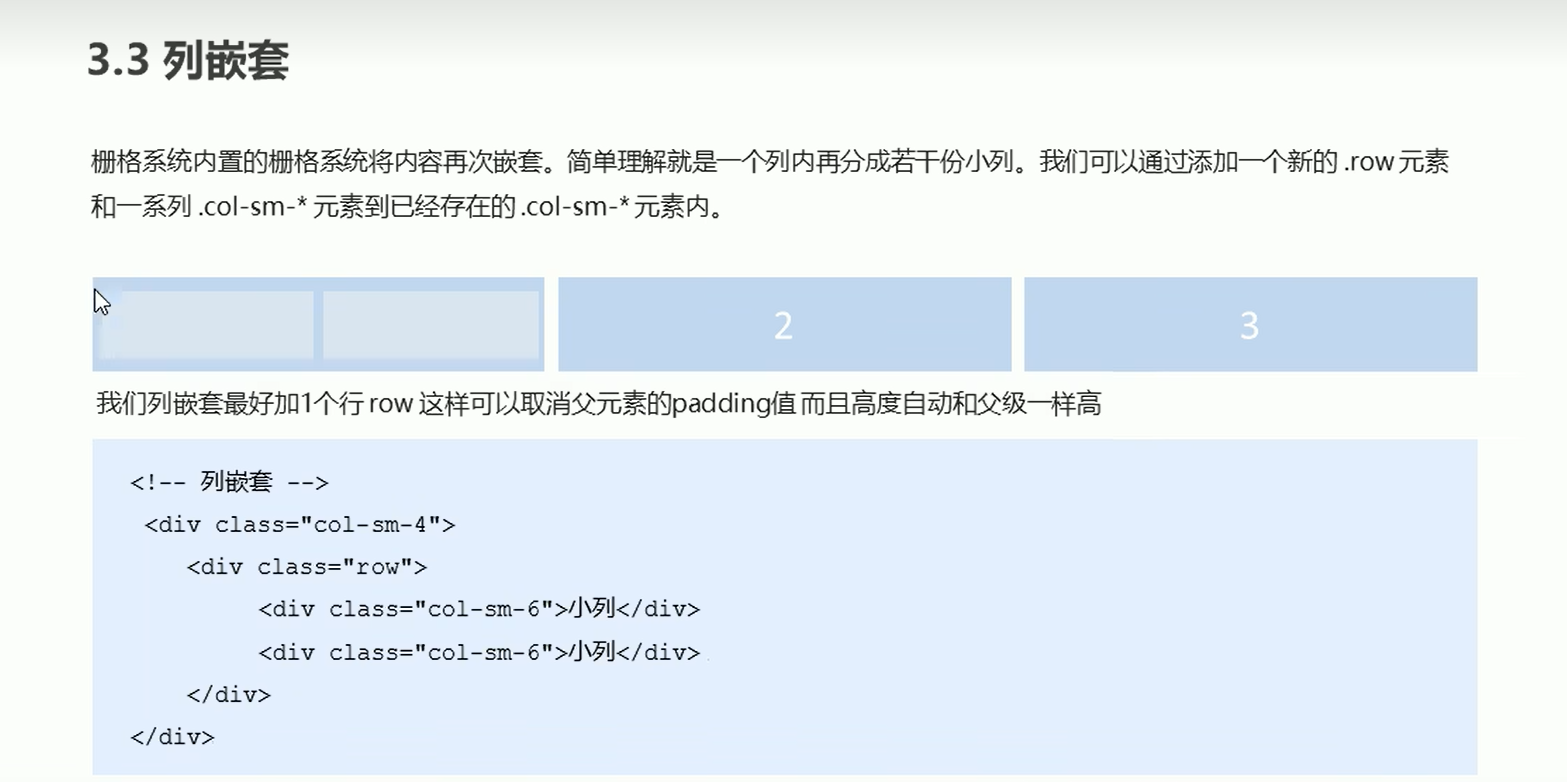 3.3 列嵌套
栅格系统内置的栅格系统将内容再次嵌套。简单理解就是一个列内再分成若干份小列。我们可以通过添加一个新的 .row 元素
和一系列 .col-sm-* 元素到已经存在的 .col-sm-* 元素内。
2 3
我们列嵌套最好加1个行 row 这样可以取消父元素的padding值 而且高度自动和父级一样高
<!-- 列嵌套 -->
<div class="col-sm-4">
<div class="row">
<div class="col-sm-6">小列</div>
<div class="col-sm-6">小列</div>
</div>
</div>